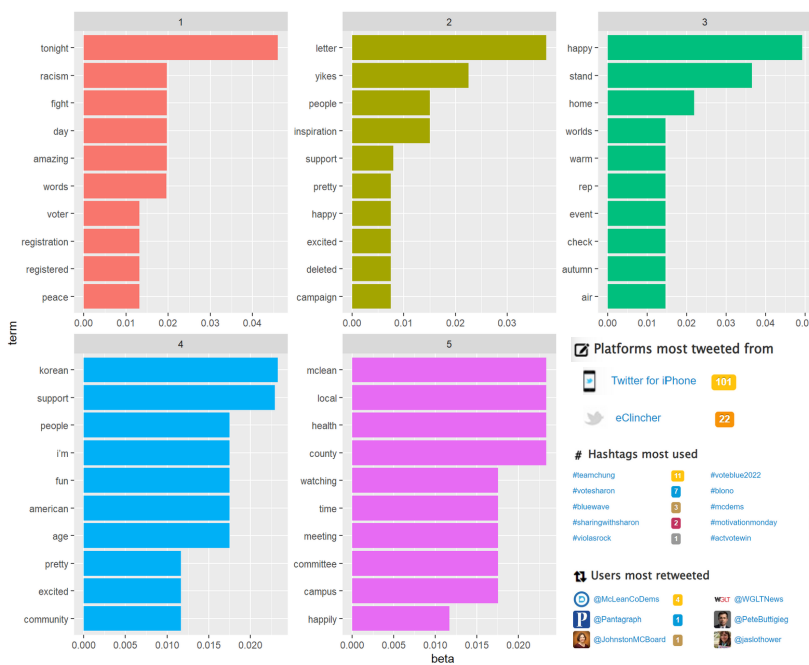 1
tonight
racism
fight
day
amazing
words
voter
registration
registered
peace
0.00 0.01 0.02 0.03 0.04
2
letter
yikes
people
inspiration
support
pretty
happy
excited
deleted
campaign
0.00 0.01 0.02 0.03
3
happy
stand
home
worlds
warm
rep
event
check
autumn
air
0.00 0.01 0.02 0.03 0.04 0.0
term
4
korean
support
people
i'm
fun
american
age
pretty
excited
community
0.000 0.005 0.010 0.015 0.020
5
mclean
local
health
county
watching
time
meeting
committee
campus
happily
0.000 0.005 0.010 0.015 0.020
beta
Platforms most tweeted from
Twitter for iPhone 101
eClincher 22
# Hashtags most used
#teamchung 11 #voteblue2022
#votesharon 7 #blono
#bluewave 3 #mcdems
#sharingwithsharon 2 #motivationmonday
#violasrock 1 #actvotewin
Users most retweeted
D @McLeanCoDems 4 WGLT @WGLTNews
P @Pantagraph 1 @PeteButtigieg
@JohnstonMCBoard 1 @jaslothower